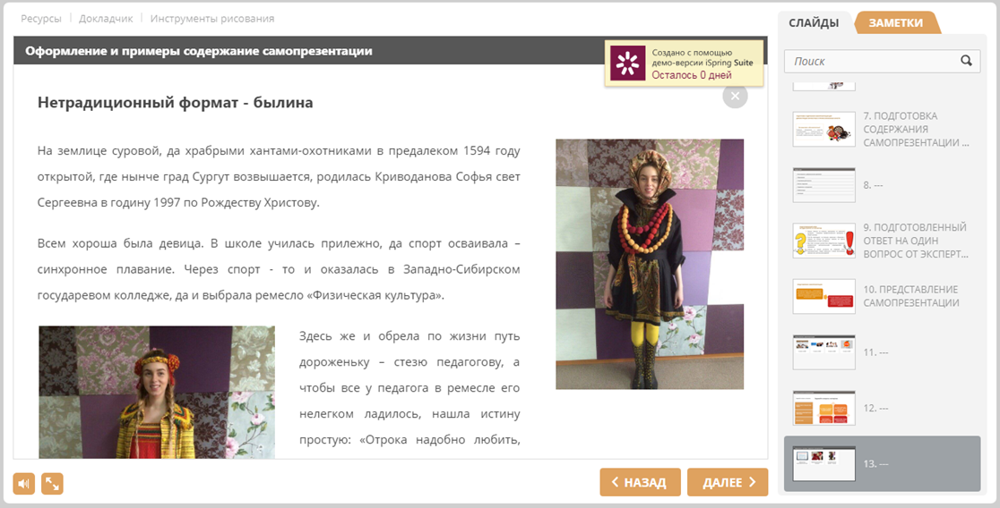 Ресурсы
Докладчик
Инструменты рисования
Оформление и примеры содержание самопрезентации
Создано с помощью
демо-версии iSpring Suite
Осталось 0 дней
Нетрадиционный формат - былина
На землице суровой, да храбрыми хантами-охотниками в предалеком 1594 году
открытой, где нынче град Сургут возвышается, родилась Криводанова Софья свет
Сергеевна в годину 1997 по Рождеству Христову.
Всем хороша была девица. В школе училась прилежно, да спорт осваивала –
синхронное плавание. Через спорт - то и оказалась в Западно-Сибирском
государевом колледже, да и выбрала ремесло «Физическая культура».
Здесь же и обрела по жизни путь
дороженьку – стезю педагогову, а
чтобы все у педагога в ремесле его
нелегком ладилось, нашла истину
простую: «Отрока надобно любить,
НАЗАД
ДАЛЕЕ
СЛАЙДЫ
ЗАМЕТКИ
Поиск
7. ПОДГОТОВКА
СОДЕРЖАНИЯ
САМОПРЕЗЕНТАЦИИ ...
8. ---
9. ПОДГОТОВЛЕННЫЙ
ОТВЕТ НА ОДИН
ВОПРОС ОТ ЭКСПЕРТ...
10. ПРЕДСТАВЛЕНИЕ
САМОПРЕЗЕНТАЦИИ
11. ---
12. ---
13. ---